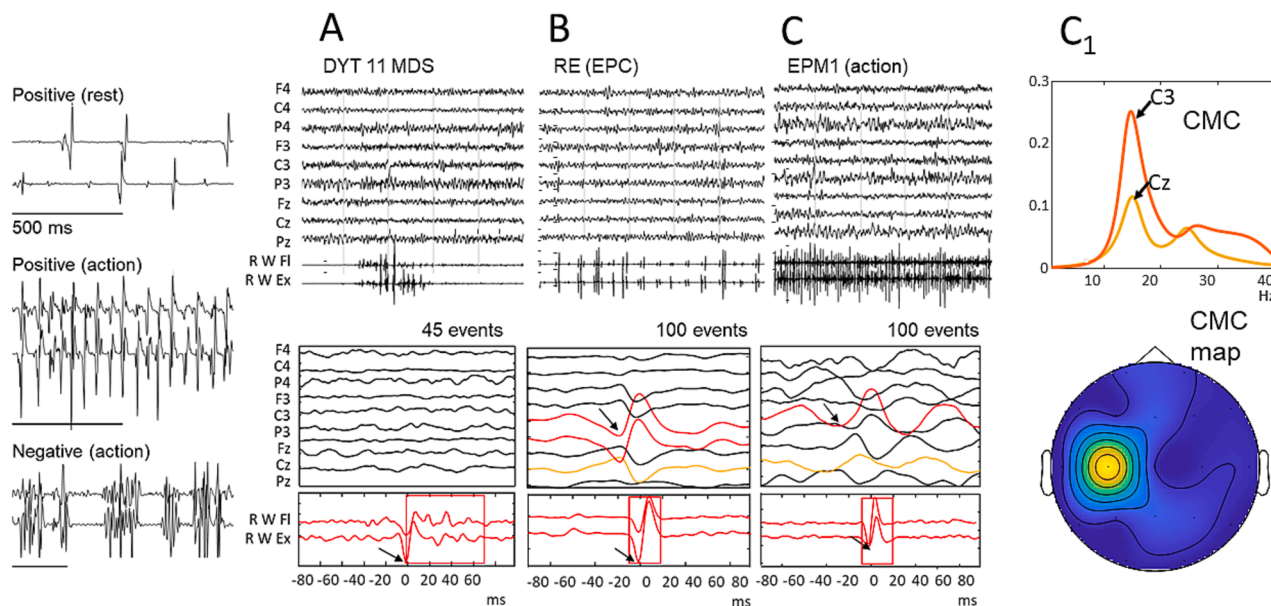 A
B
C
C1
DYT 11 MDS
RE (EPC)
EPM1 (action)
Positive (rest)
500 ms
Positive (action)
Negative (action)
F4
C4
P4
F3
C3
P3
Fz
Cz
Pz
R W Fl
R W Ex
45 events
100 events
100 events
F4
C4
P4
F3
C3
P3
Fz
Cz
Pz
R W Fl
R W Ex
-80 -60 -40 -20 0 20 40 60
-80 -60 -40 -20 0 20 40 60 80
-80 -60 -40 -20 0 20 40 60 80
ms
ms
ms
0.3
0.2
0.1
0
C3
CMC
Cz
10 20 30 40
Hz
CMC
map